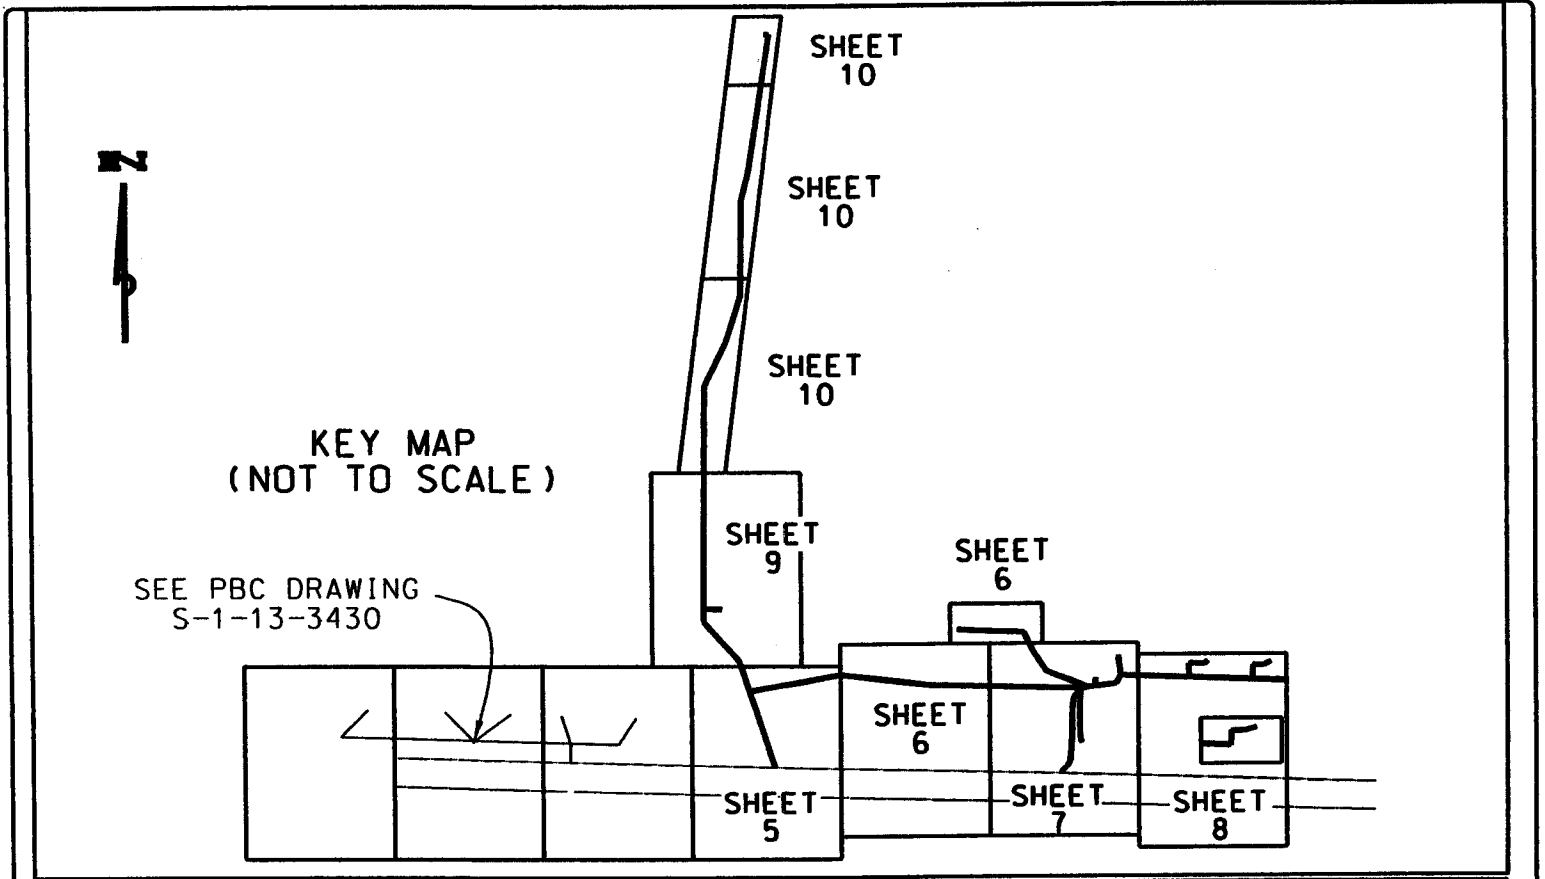 SHEET
10
N
SHEET
10
SHEET
10
KEY MAP
(NOT TO SCALE)
SHEET
9
SHEET
6
SEE PBC DRAWING
S-1-13-3430
SHEET
6
SHEET
5
SHEET
7
SHEET
8